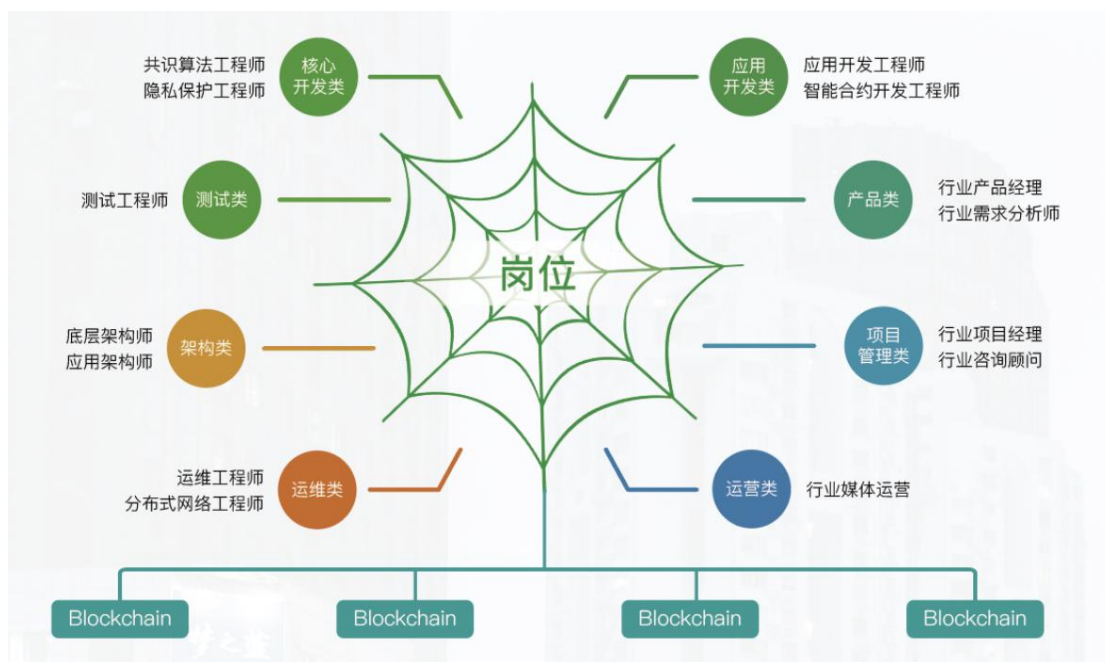 共识算法工程师
隐私保护工程师
核心
开发类
应用
开发类
应用开发工程师
智能合约开发工程师
测试工程师
测试类
产品类
行业产品经理
行业需求分析师
岗位
底层架构师
应用架构师
架构类
项目
管理类
行业项目经理
行业咨询顾问
运维工程师
分布式网络工程师
运维类
运营类
行业媒体运营
Blockchain
Blockchain
Blockchain
Blockchain